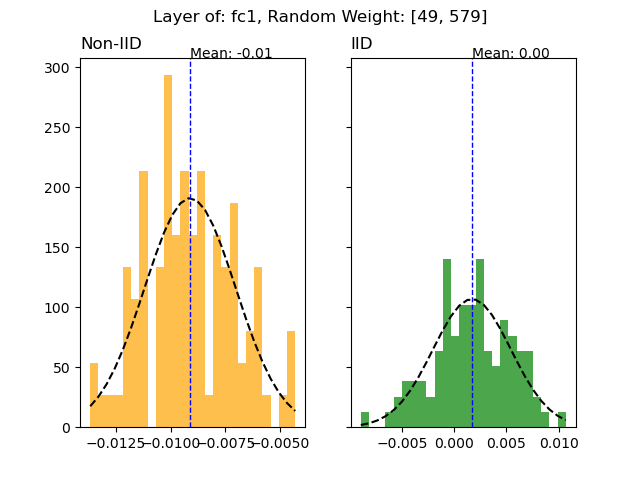 Layer of: fc1, Random Weight: [49, 579]
Non-IID
IID
Mean: -0.01
Mean: 0.00
300
250
200
150
100
50
0
−0.0125 −0.0100 −0.0075 −0.0050
−0.005 0.000 0.005 0.010